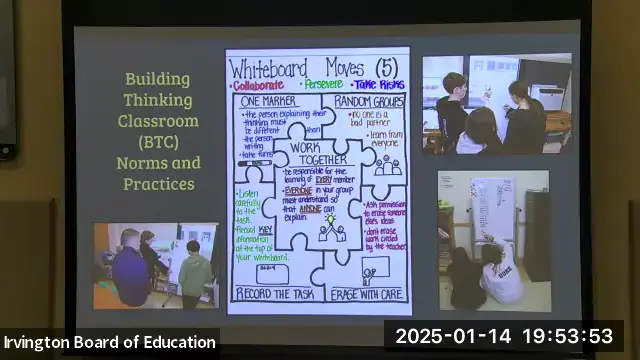 Building
Thinking
Classroom
(BTC)
Norms and
Practices
Whiteboard Moves (5)
• Collaborate • Persevere • Take Risks
ONE MARKER
• the person explaining their
thinking must
be different than
the person
writing
• take turns
RANDOM GROUPS
• no one is a
bad partner
• learn from
everyone
WORK
TOGETHER
• be responsible for the
learning of EVERY member
• EVERYONE in your group
must understand so
that ANYONE can
explain.
• Listen
carefully
to the
task.
• Record KEY
information
at the top of
your whiteboard.
RECORD THE TASK
• Ask permission
to erase someone
else's ideas
• don't erase
work circled
by the teacher
ERASE WITH CARE
Irvington Board of Education
2025-01-14 19:53:53